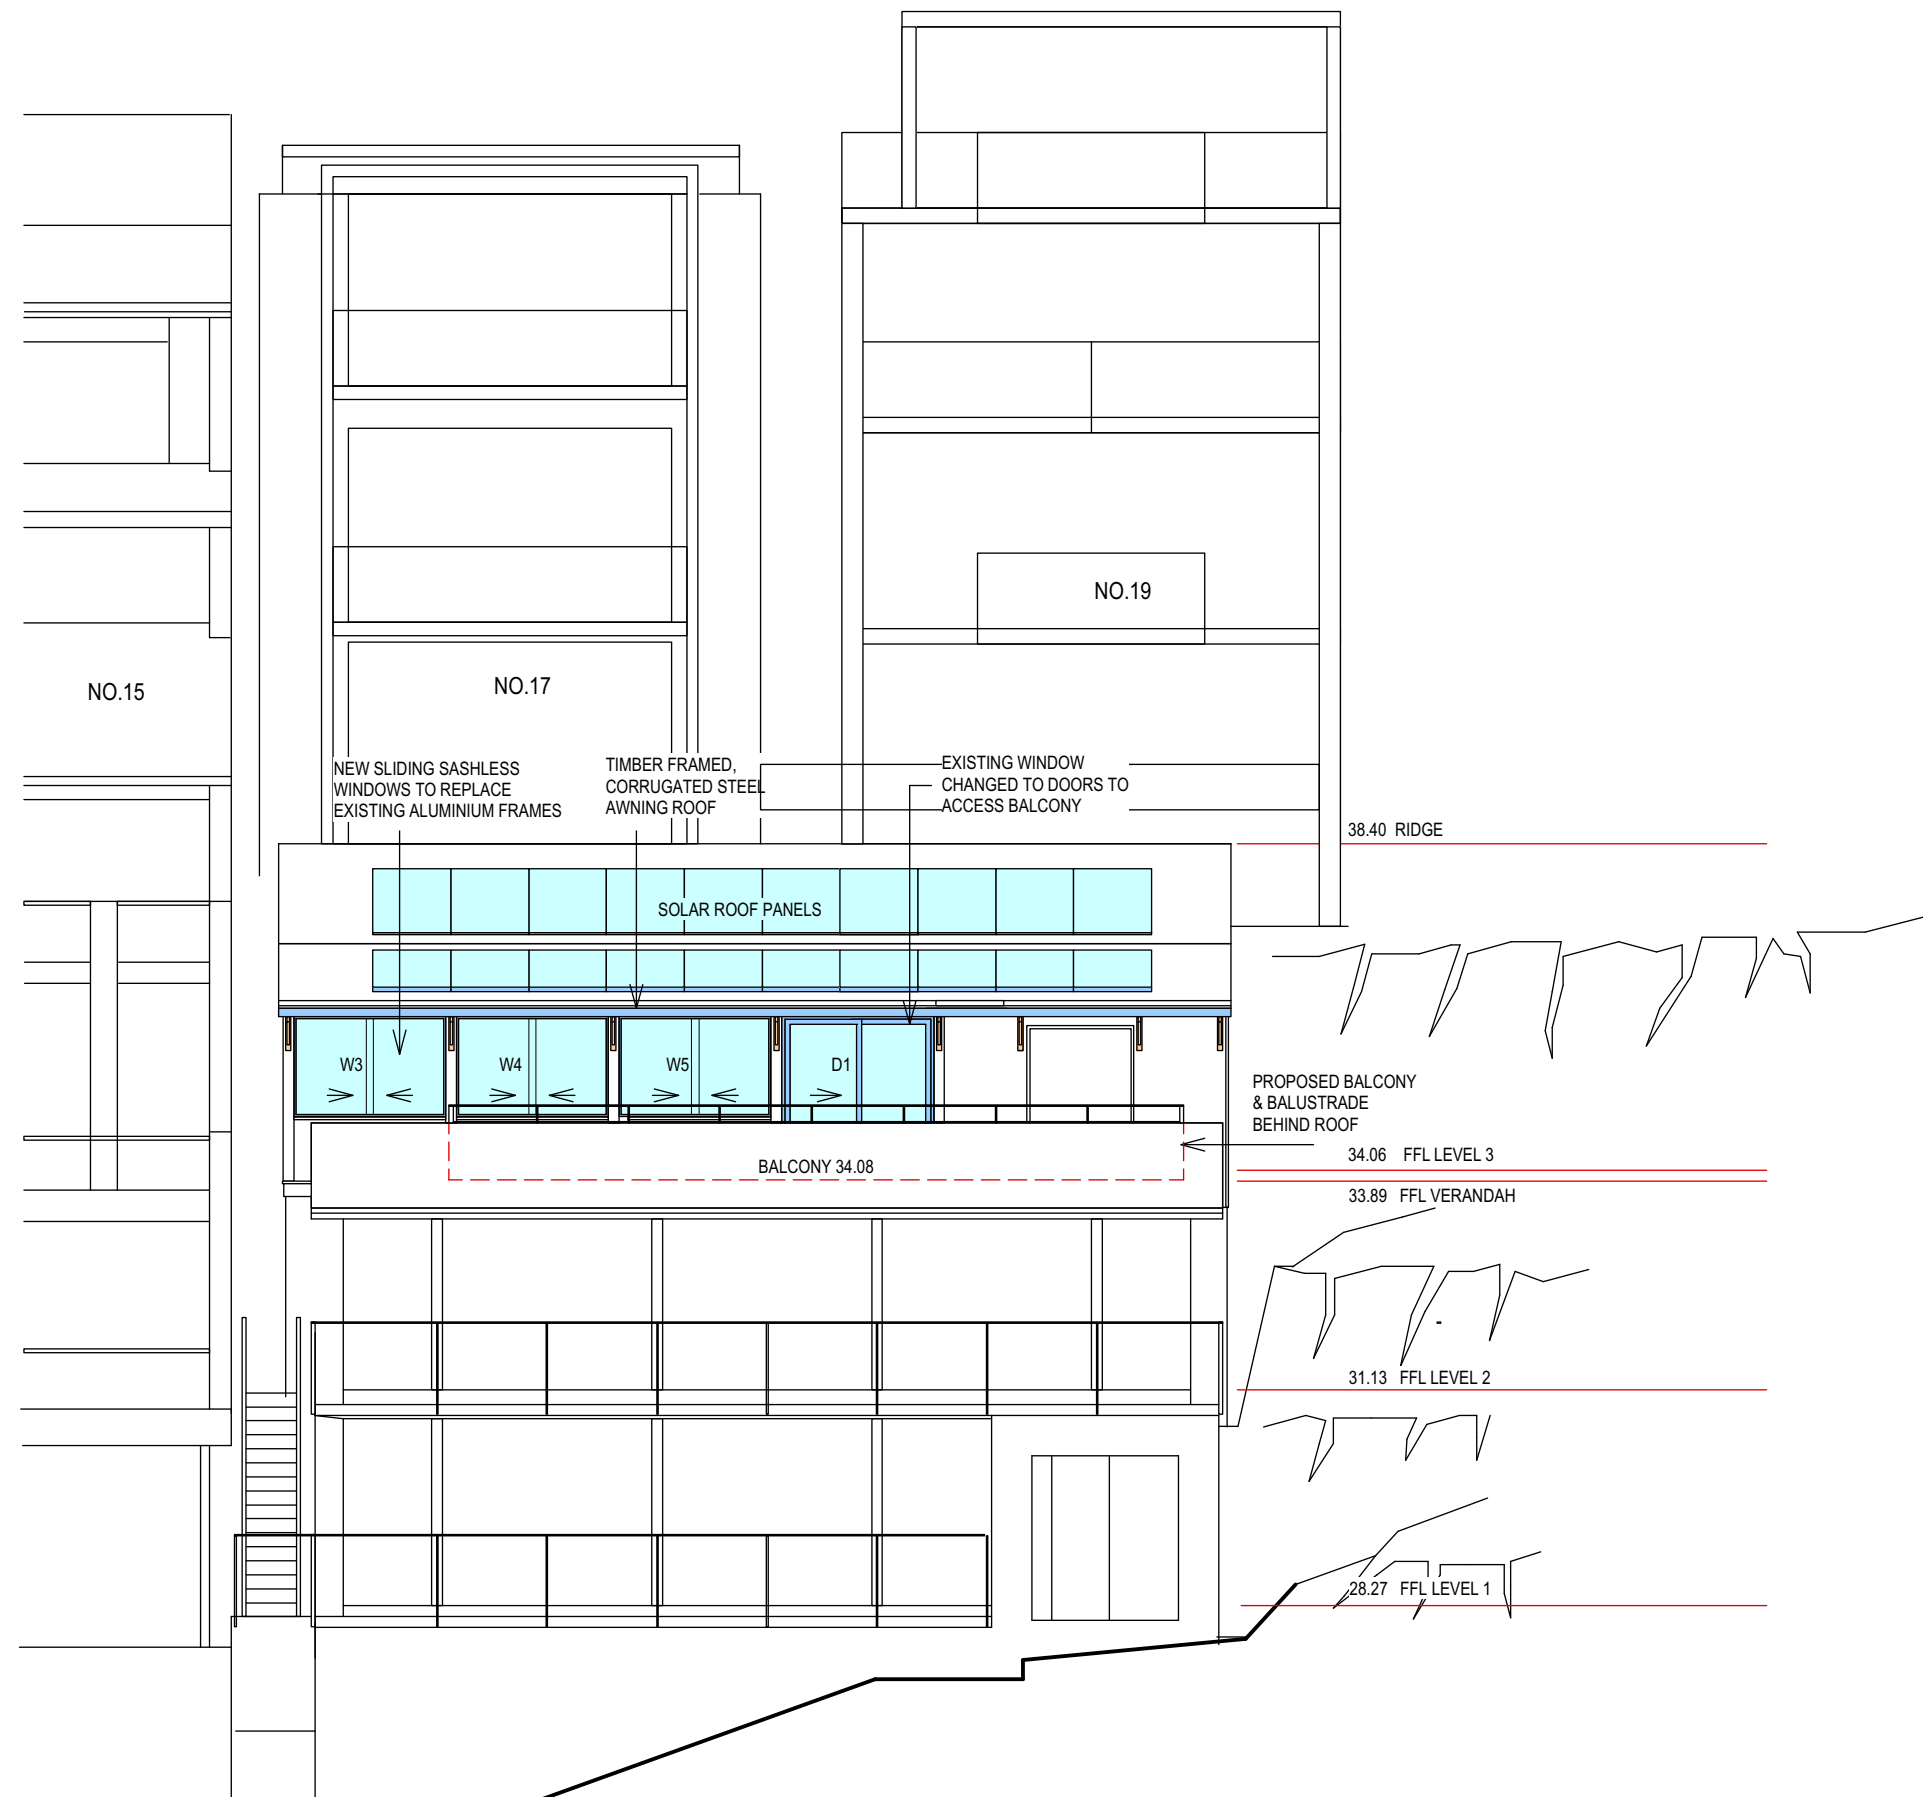 NO.19
NO.15
NO.17
NEW SLIDING SASHLESS
WINDOWS TO REPLACE
EXISTING ALUMINIUM FRAMES
TIMBER FRAMED,
CORRUGATED STEEL
AWNING ROOF
EXISTING WINDOW
CHANGED TO DOORS TO
ACCESS BALCONY
38.40 RIDGE
SOLAR ROOF PANELS
W3
W4
W5
D1
PROPOSED BALCONY
& BALUSTRADE
BEHIND ROOF
BALCONY 34.08
34.06 FFL LEVEL 3
33.89 FFL VERANDAH
31.13 FFL LEVEL 2
28.27 FFL LEVEL 1